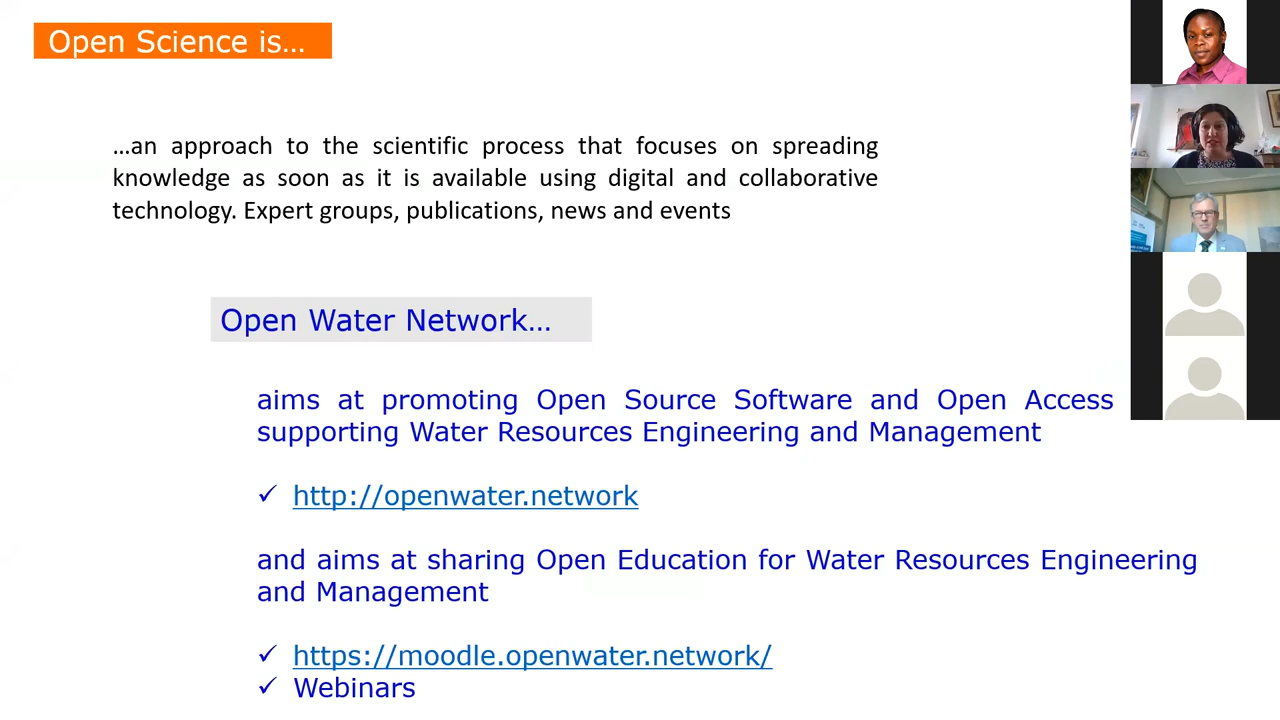 Open Science is…
…an approach to the scientific process that focuses on spreading
knowledge as soon as it is available using digital and collaborative
technology. Expert groups, publications, news and events
Open Water Network…
aims at promoting Open Source Software and Open Access
supporting Water Resources Engineering and Management
✓ http://openwater.network
and aims at sharing Open Education for Water Resources Engineering
and Management
✓ https://moodle.openwater.network/
✓ Webinars